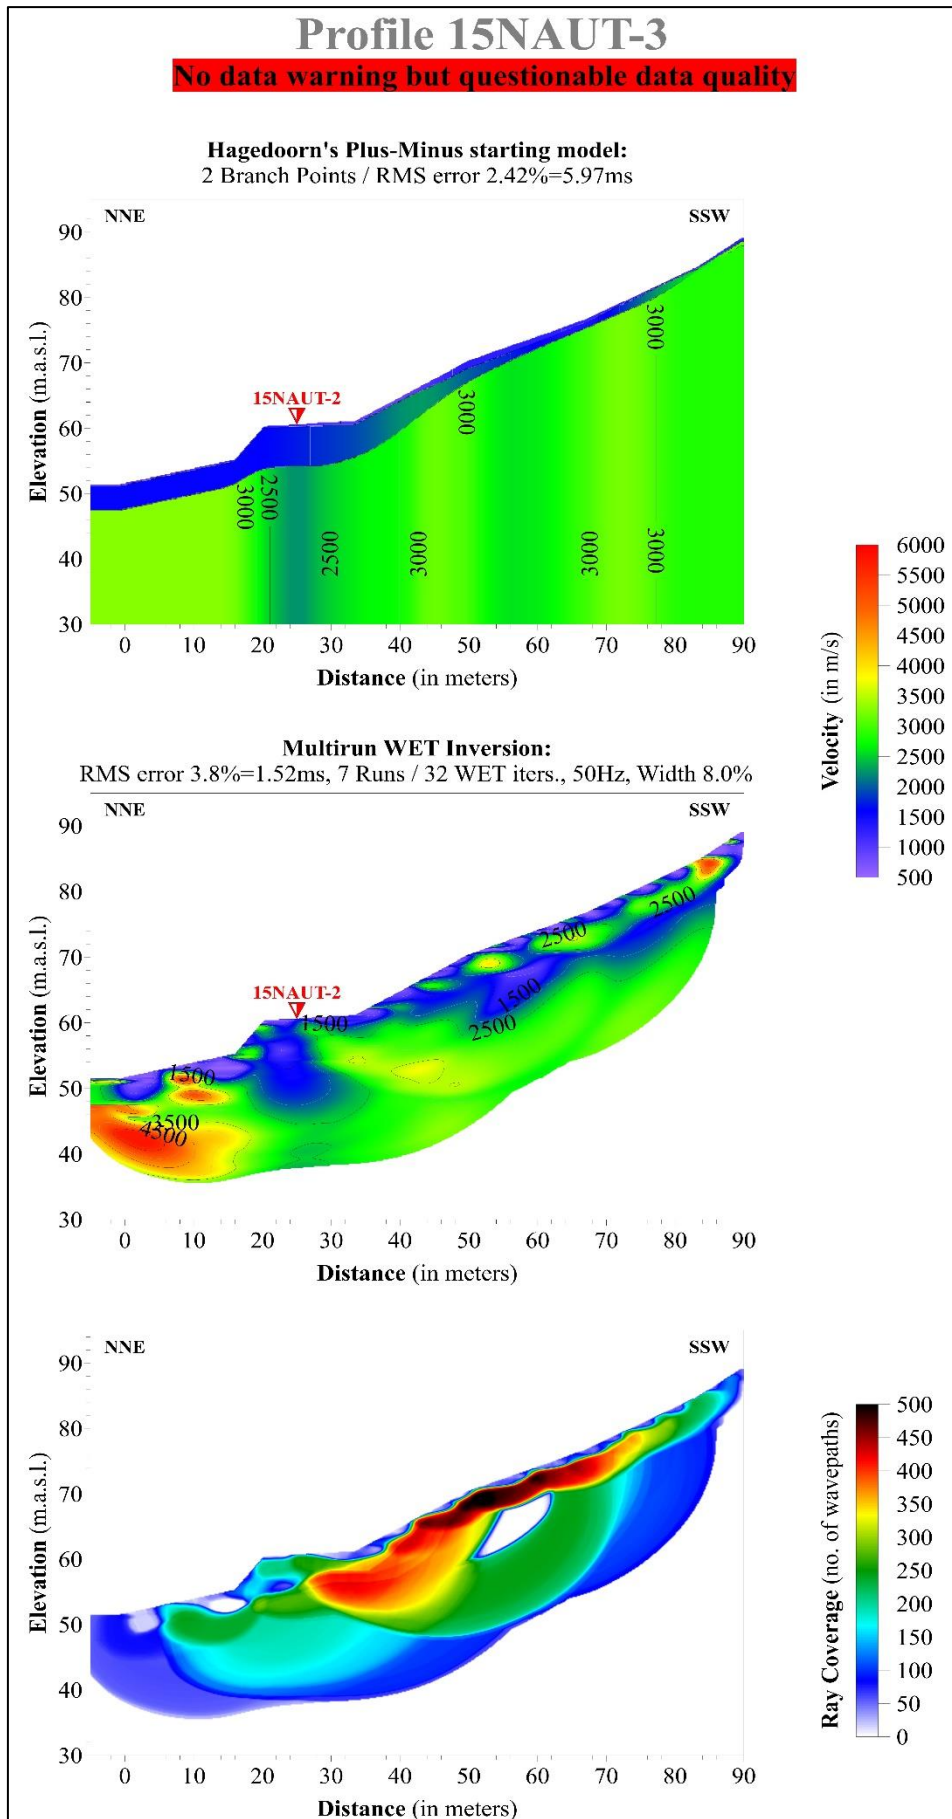 Profile 15NAUT-3
No data warning but questionable data quality
Hagedoorn's Plus-Minus starting model:
2 Branch Points / RMS error 2.42%=5.97ms
NNE SSW
90
80
70
60
50
40
30
Elevation (m.a.s.l.)
15NAUT-2
3000
2500
2500
3000
3000
3000
3000
3000
0 10 20 30 40 50 60 70 80 90
Distance (in meters)
6000
5500
5000
4500
4000
3500
3000
2500
2000
1500
1000
500
Velocity (in m/s)
Multirun WET Inversion:
RMS error 3.8%=1.52ms, 7 Runs / 32 WET iters., 50Hz, Width 8.0%
NNE SSW
90
80
70
60
50
40
30
Elevation (m.a.s.l.)
15NAUT-2
1500
1500
3500
4500
2500
2500
1500
2500
0 10 20 30 40 50 60 70 80 90
Distance (in meters)
NNE SSW
90
80
70
60
50
40
30
Elevation (m.a.s.l.)
0 10 20 30 40 50 60 70 80 90
Distance (in meters)
500
450
400
350
300
250
200
150
100
50
0
Ray Coverage (no. of wavepaths)